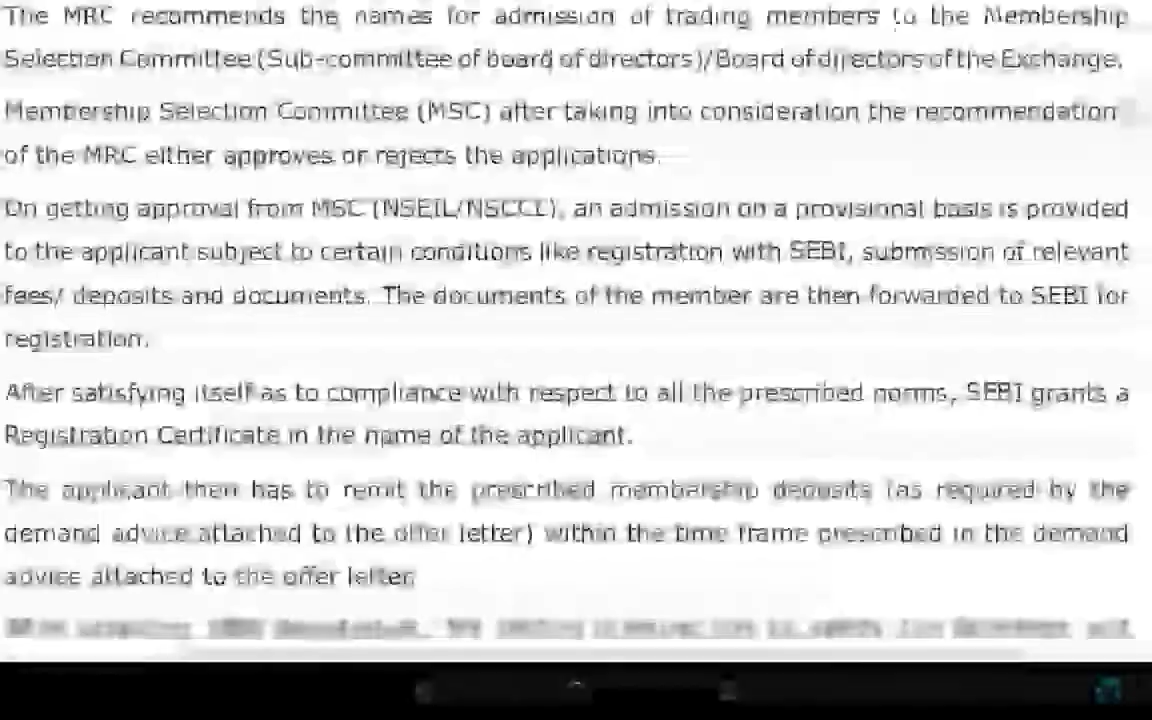 The MRC recommends the names for admission of trading members to the Membership
Selection Committee (Sub-committee of board of directors)/Board of directors of the Exchange.
Membership Selection Committee (MSC) after taking into consideration the recommendation
of the MRC either approves or rejects the applications.
On getting approval from MSC (NSEIL/NSCCL), an admission on a provisional basis is provided
to the applicant subject to certain conditions like registration with SEBI, submission of relevant
fees/ deposits and documents. The documents of the member are then forwarded to SEBI for
registration.
After satisfying itself as to compliance with respect to all the prescribed norms, SEBI grants a
Registration Certificate in the name of the applicant.
The applicant then has to remit the prescribed membership deposits (as required by the
demand advice attached to the offer letter) within the time frame prescribed in the demand
advice attached to the offer letter.